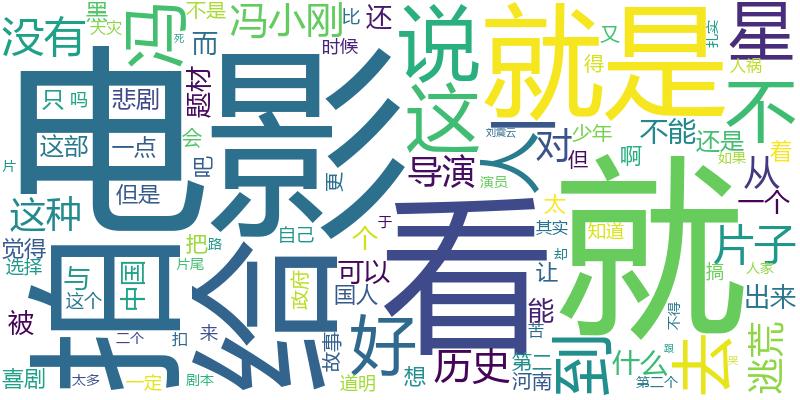 电影
看
就
就是
拍
给
说
这
星
不
人
去
到
好
冯
冯小刚
没有
而
黑
大灾
不是
时候
比
还
死
题材
只
吗
悲剧
这部
一点
但是
会
吧
更
导演
对
刘震云
少年
但
不能
还是
又
得
扎实
人祸
着
啊
如果
从
一个
片
这种
觉得
选择
与
这个
中国
把
路
片尾
自己
个
政府
国人
可以
演员
于
太
其实
知道
却
让
能
苦
片子
搞
人家
出来
不得
被
二个
扣
来
故事
历史
第二
河南
什么
逃荒
喜剧
太多
一定
剧本
道明
想
第二个
哭